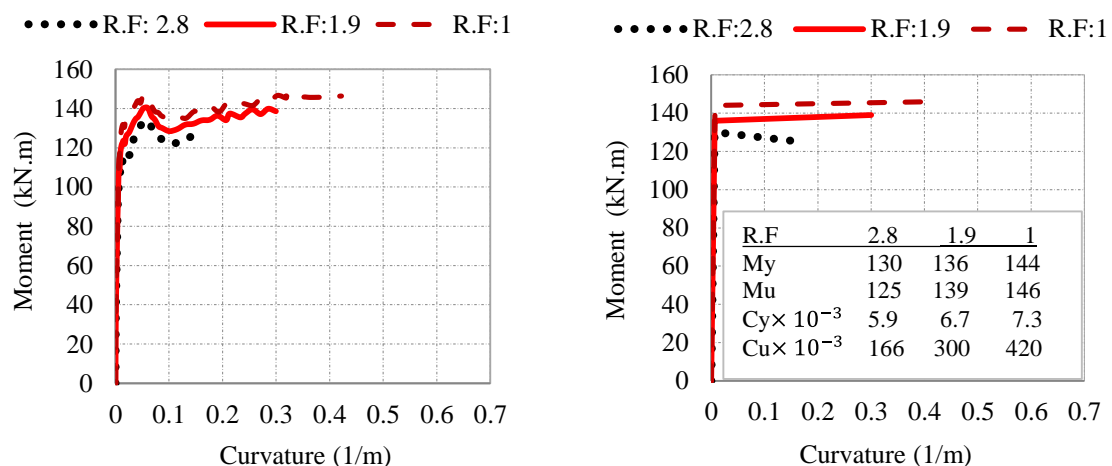 R.F: 2.8 R.F:1.9 R.F:1
160
140
120
100
80
60
40
20
0
Moment (kN.m)
0 0.1 0.2 0.3 0.4 0.5 0.6 0.7
Curvature (1/m)
R.F:2.8 R.F:1.9 R.F:1
160
140
120
100
80
60
40
20
0
Moment (kN.m)
R.F 2.8 1.9 1
My 130 136 144
Mu 125 139 146
Cy× 10⁻³ 5.9 6.7 7.3
Cu× 10⁻³ 166 300 420
0 0.1 0.2 0.3 0.4 0.5 0.6 0.7
Curvature (1/m)